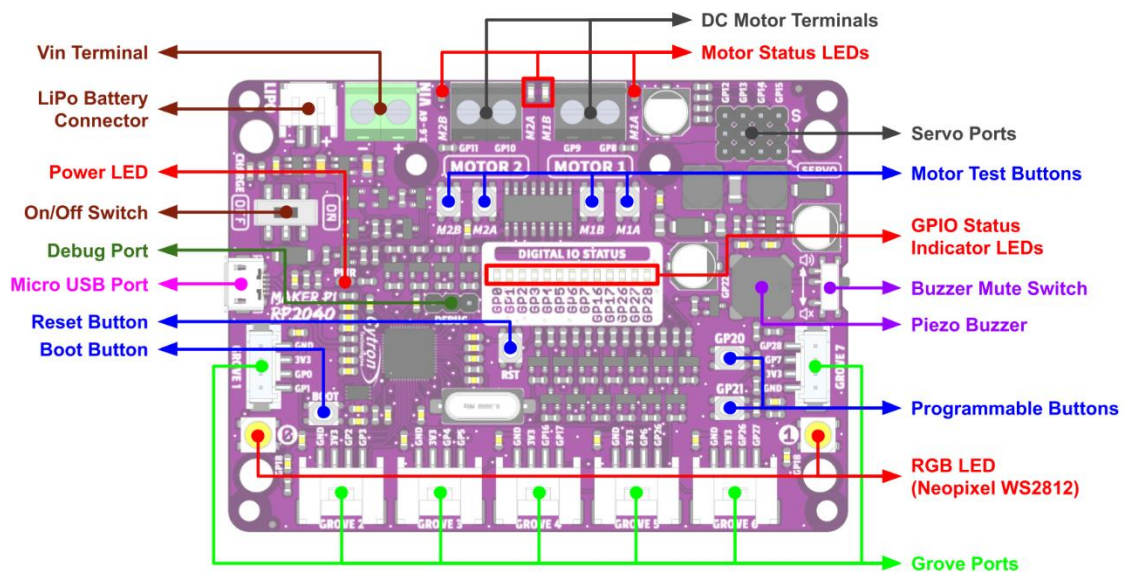 DC Motor Terminals
Motor Status LEDs
Vin Terminal
LiPo Battery
Connector
Servo Ports
Power LED
Motor Test Buttons
On/Off Switch
GPIO Status
Indicator LEDs
Debug Port
Micro USB Port
Buzzer Mute Switch
Reset Button
Piezo Buzzer
Boot Button
Programmable Buttons
RGB LED
(Neopixel WS2812)
Grove Ports
LIPO
- +
VIN
3.6-6V
- +
M2B
M2A
M1B
M1A
GP11 GP10
GP9 GP8
MOTOR 2
MOTOR 1
GP12
GP13
GP14
GP15
S
+
-
SERVO
CHARGE
OFF
ON
M2B M2A
M1B M1A
DIGITAL IO STATUS
GP0
GP1
GP2
GP3
GP4
GP5
GP6
GP7
GP16
GP17
GP26
GP27
GP28
GP22
PWR
MAKER PI
RP2040
DEBUG
Cytron
RST
GROVE 1
GND
3V3
GP0
GP1
BOOT
GP20
GP21
GP28
GP7
3V3
GND
GROVE 7
0
1
GP18
GP18
GND
3V3
GP2
GP3
GND
3V3
GP4
GP5
GND
3V3
GP16
GP17
GND
3V3
GP6
GP26
GND
3V3
GP26
GP27
GROVE 2
GROVE 3
GROVE 4
GROVE 5
GROVE 6